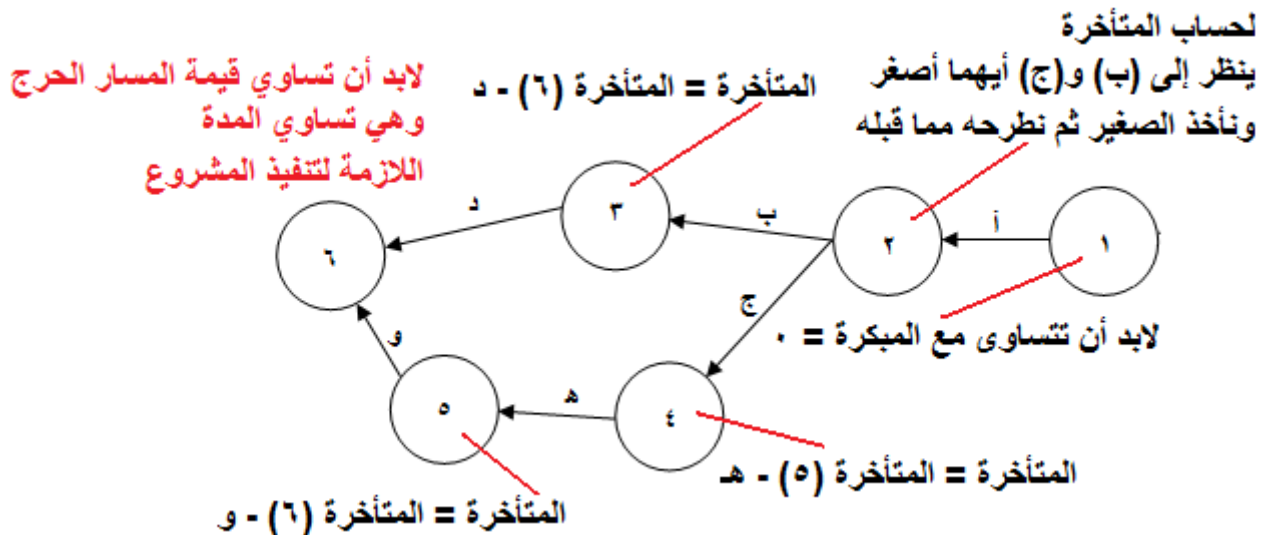 لحساب المتأخرة
ينظر إلى (ب) و(ج) أيهما أصغر
ونأخذ الصغير ثم نطرحه مما قبله
المتأخرة = المتأخرة (٦) - د
لابد أن تساوي قيمة المسار الحرج
وهي تساوي المدة
اللازمة لتنفيذ المشروع
١
أ
٢
ب
٣
د
٦
ج
لابد أن تتساوى مع المبكرة = ٠
و
٤
هـ
٥
المتأخرة = المتأخرة (٥) - هـ
المتأخرة = المتأخرة (٦) - و